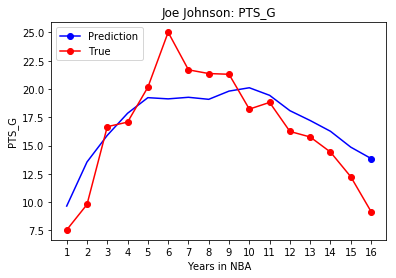 Joe Johnson: PTS_G
Prediction
True
25.0
22.5
20.0
17.5
15.0
12.5
10.0
7.5
PTS_G
1 2 3 4 5 6 7 8 9 10 11 12 13 14 15 16
Years in NBA